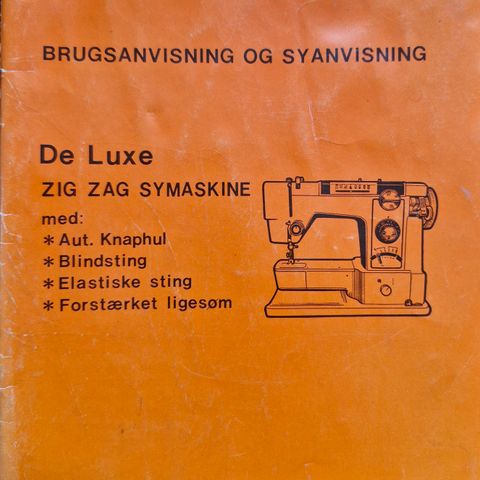 BRUGSANVISNING OG SYANVISNING
De Luxe
ZIG ZAG SYMASKINE
med:
* Aut. Knaphul
* Blindsting
* Elastiske sting
* Forstærket ligesøm